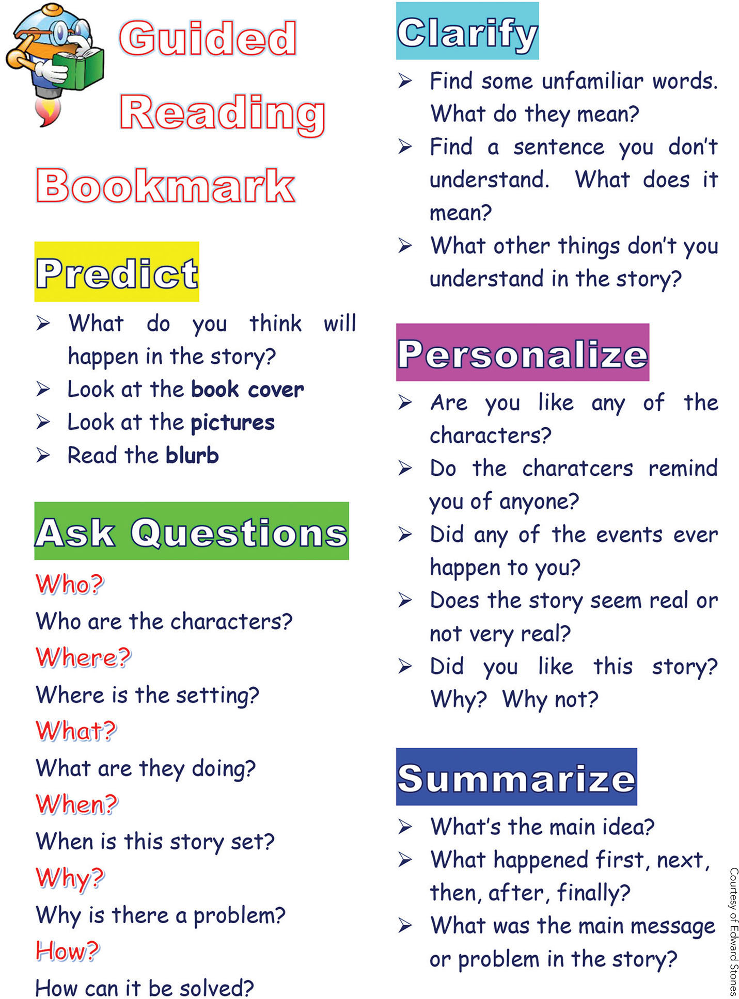 Guided
Reading
Bookmark
Predict
➢ What do you think will
happen in the story?
➢ Look at the book cover
➢ Look at the pictures
➢ Read the blurb
Ask Questions
Who?
Who are the characters?
Where?
Where is the setting?
What?
What are they doing?
When?
When is this story set?
Why?
Why is there a problem?
How?
How can it be solved?
Clarify
➢ Find some unfamiliar words.
What do they mean?
➢ Find a sentence you don't
understand. What does it
mean?
➢ What other things don't you
understand in the story?
Personalize
➢ Are you like any of the
characters?
➢ Do the charatcers remind
you of anyone?
➢ Did any of the events ever
happen to you?
➢ Does the story seem real or
not very real?
➢ Did you like this story?
Why? Why not?
Summarize
➢ What's the main idea?
➢ What happened first, next,
then, after, finally?
➢ What was the main message
or problem in the story?
Courtesy of Edward Stones